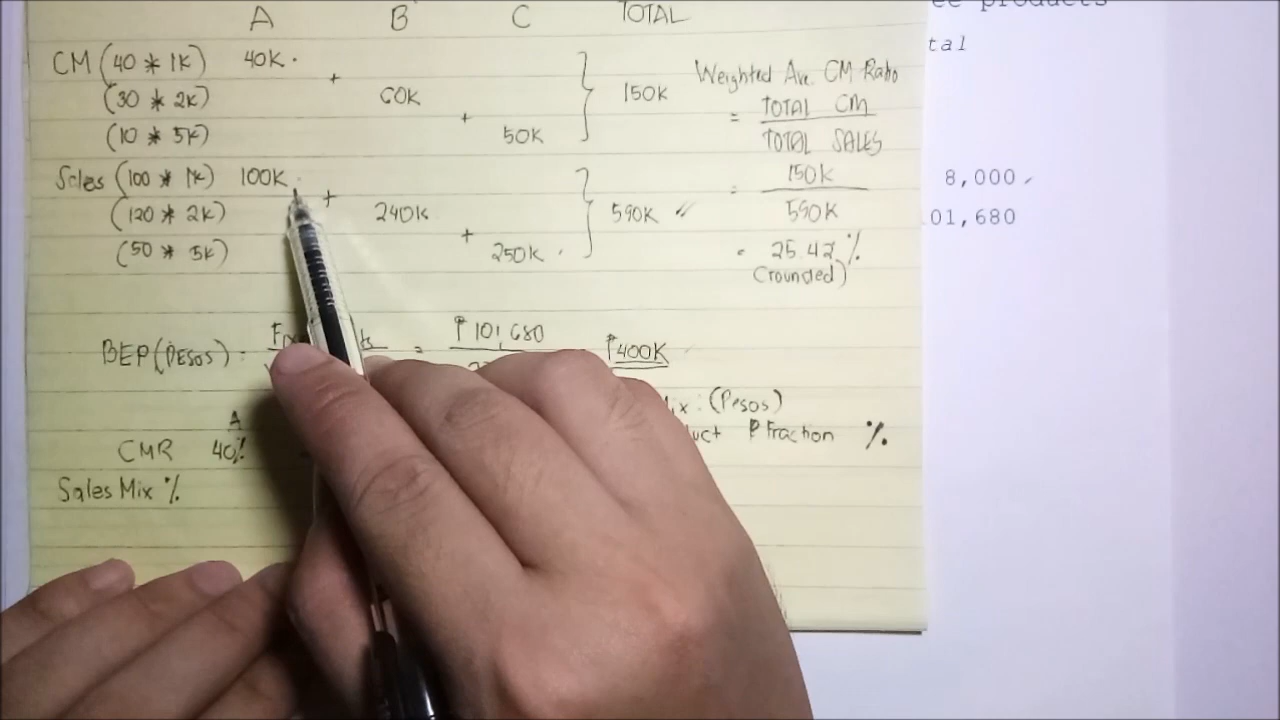 A B C TOTAL
CM (40 * 1K) 40K
+
(30 * 2K) 60K
+
(10 * 5K) 50K
150K
Weighted Ave. CM Ratio
= TOTAL CM
TOTAL SALES
Sales (100 * 1K) 100K
+
(120 * 2K) 240K
+
(50 * 5K) 250K
590K
= 150K
590K
= 25.42%
(rounded)
tal
8,000
01,680
BEP (PESOS) = = ₱101,680 ₱400K
(Pesos)
A
₱ Fraction %
CMR 40%
Sales Mix %